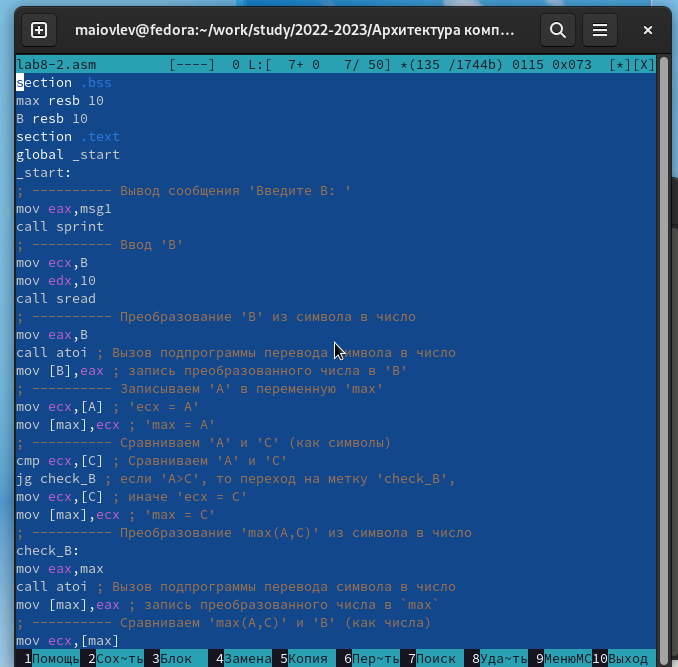 maiovlev@fedora:~/work/study/2022-2023/Архитектура комп...
lab8-2.asm [----] 0 L:[ 7+ 0 7/ 50] *(135 /1744b) 0115 0x073 [*][X]
section .bss
max resb 10
B resb 10
section .text
global _start
_start:
; ---------- Вывод сообщения 'Введите B: '
mov eax,msg1
call sprint
; ---------- Ввод 'B'
mov ecx,B
mov edx,10
call sread
; ---------- Преобразование 'B' из символа в число
mov eax,B
call atoi ; Вызов подпрограммы перевода символа в число
mov [B],eax ; запись преобразованного числа в 'B'
; ---------- Записываем 'A' в переменную 'max'
mov ecx,[A] ; 'ecx = A'
mov [max],ecx ; 'max = A'
; ---------- Сравниваем 'A' и 'C' (как символы)
cmp ecx,[C] ; Сравниваем 'A' и 'C'
jg check_B ; если 'A>C', то переход на метку 'check_B',
mov ecx,[C] ; иначе 'ecx = C'
mov [max],ecx ; 'max = C'
; ---------- Преобразование 'max(A,C)' из символа в число
check_B:
mov eax,max
call atoi ; Вызов подпрограммы перевода символа в число
mov [max],eax ; запись преобразованного числа в `max`
; ---------- Сравниваем 'max(A,C)' и 'B' (как числа)
mov ecx,[max]
1Помощь 2Сох~ть 3Блок 4Замена 5Копия 6Пер~ть 7Поиск 8Уда~ть 9МенюMC 10Выход